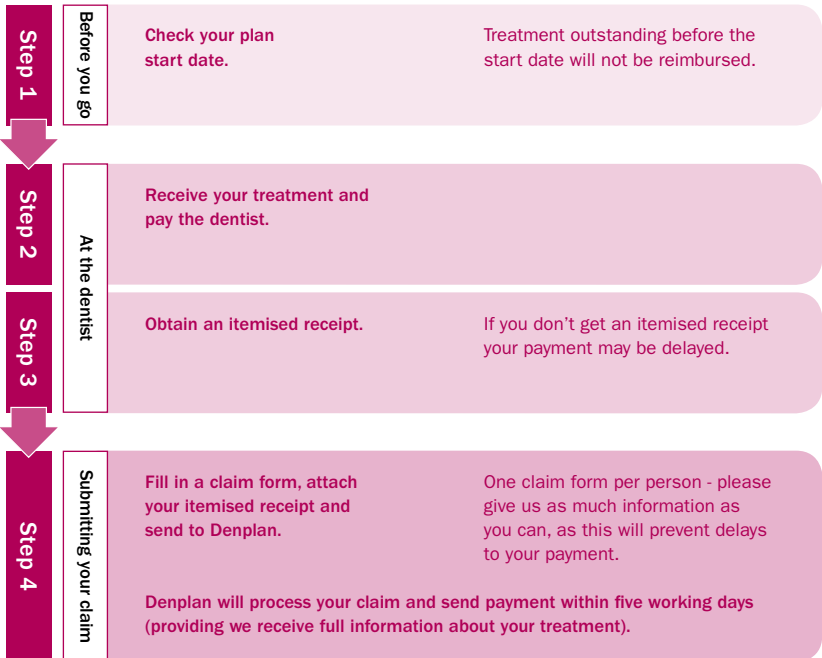 Step 1
Before you go
Check your plan
start date.
Treatment outstanding before the
start date will not be reimbursed.
Step 2
At the dentist
Receive your treatment and
pay the dentist.
Step 3
Obtain an itemised receipt.
If you don’t get an itemised receipt
your payment may be delayed.
Step 4
Submitting your claim
Fill in a claim form, attach
your itemised receipt and
send to Denplan.
One claim form per person - please
give us as much information as
you can, as this will prevent delays
to your payment.
Denplan will process your claim and send payment within five working days
(providing we receive full information about your treatment).